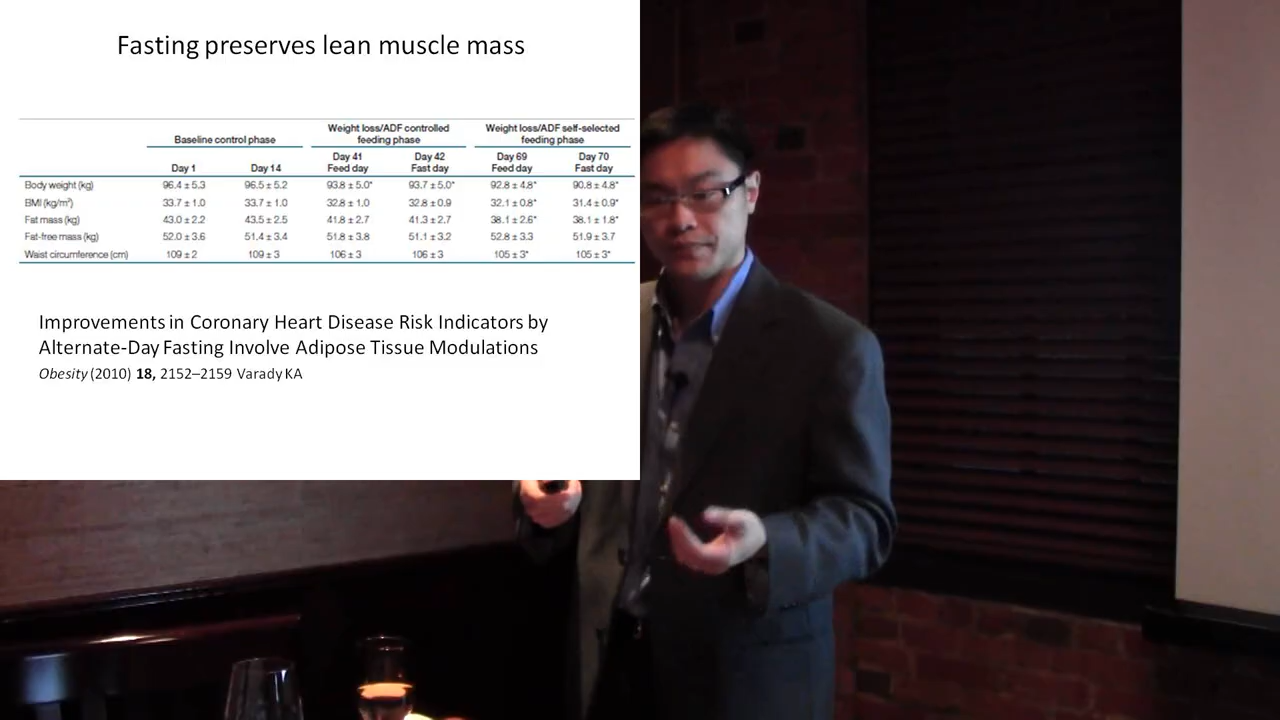 Fasting preserves lean muscle mass
Baseline control phase Weight loss/ADF controlled feeding phase Weight loss/ADF self-selected feeding phase
Day 1 Day 14 Day 41 Feed day Day 42 Fast day Day 69 Feed day Day 70 Fast day
Body weight (kg) 96.4 ± 5.3 96.5 ± 5.2 93.8 ± 5.0* 93.7 ± 5.0* 92.8 ± 4.8* 90.8 ± 4.8*
BMI (kg/m²) 33.7 ± 1.0 33.7 ± 1.0 32.8 ± 1.0 32.8 ± 0.9 32.1 ± 0.8* 31.4 ± 0.9*
Fat mass (kg) 43.0 ± 2.2 43.5 ± 2.5 41.8 ± 2.7 41.3 ± 2.7 38.1 ± 2.6* 38.1 ± 1.8*
Fat-free mass (kg) 52.0 ± 3.6 51.4 ± 3.4 51.8 ± 3.8 51.1 ± 3.2 52.8 ± 3.3 51.9 ± 3.7
Waist circumference (cm) 109 ± 2 109 ± 3 106 ± 3 106 ± 3 105 ± 3* 105 ± 3*
Improvements in Coronary Heart Disease Risk Indicators by
Alternate-Day Fasting Involve Adipose Tissue Modulations
Obesity (2010) 18, 2152–2159 Varady KA